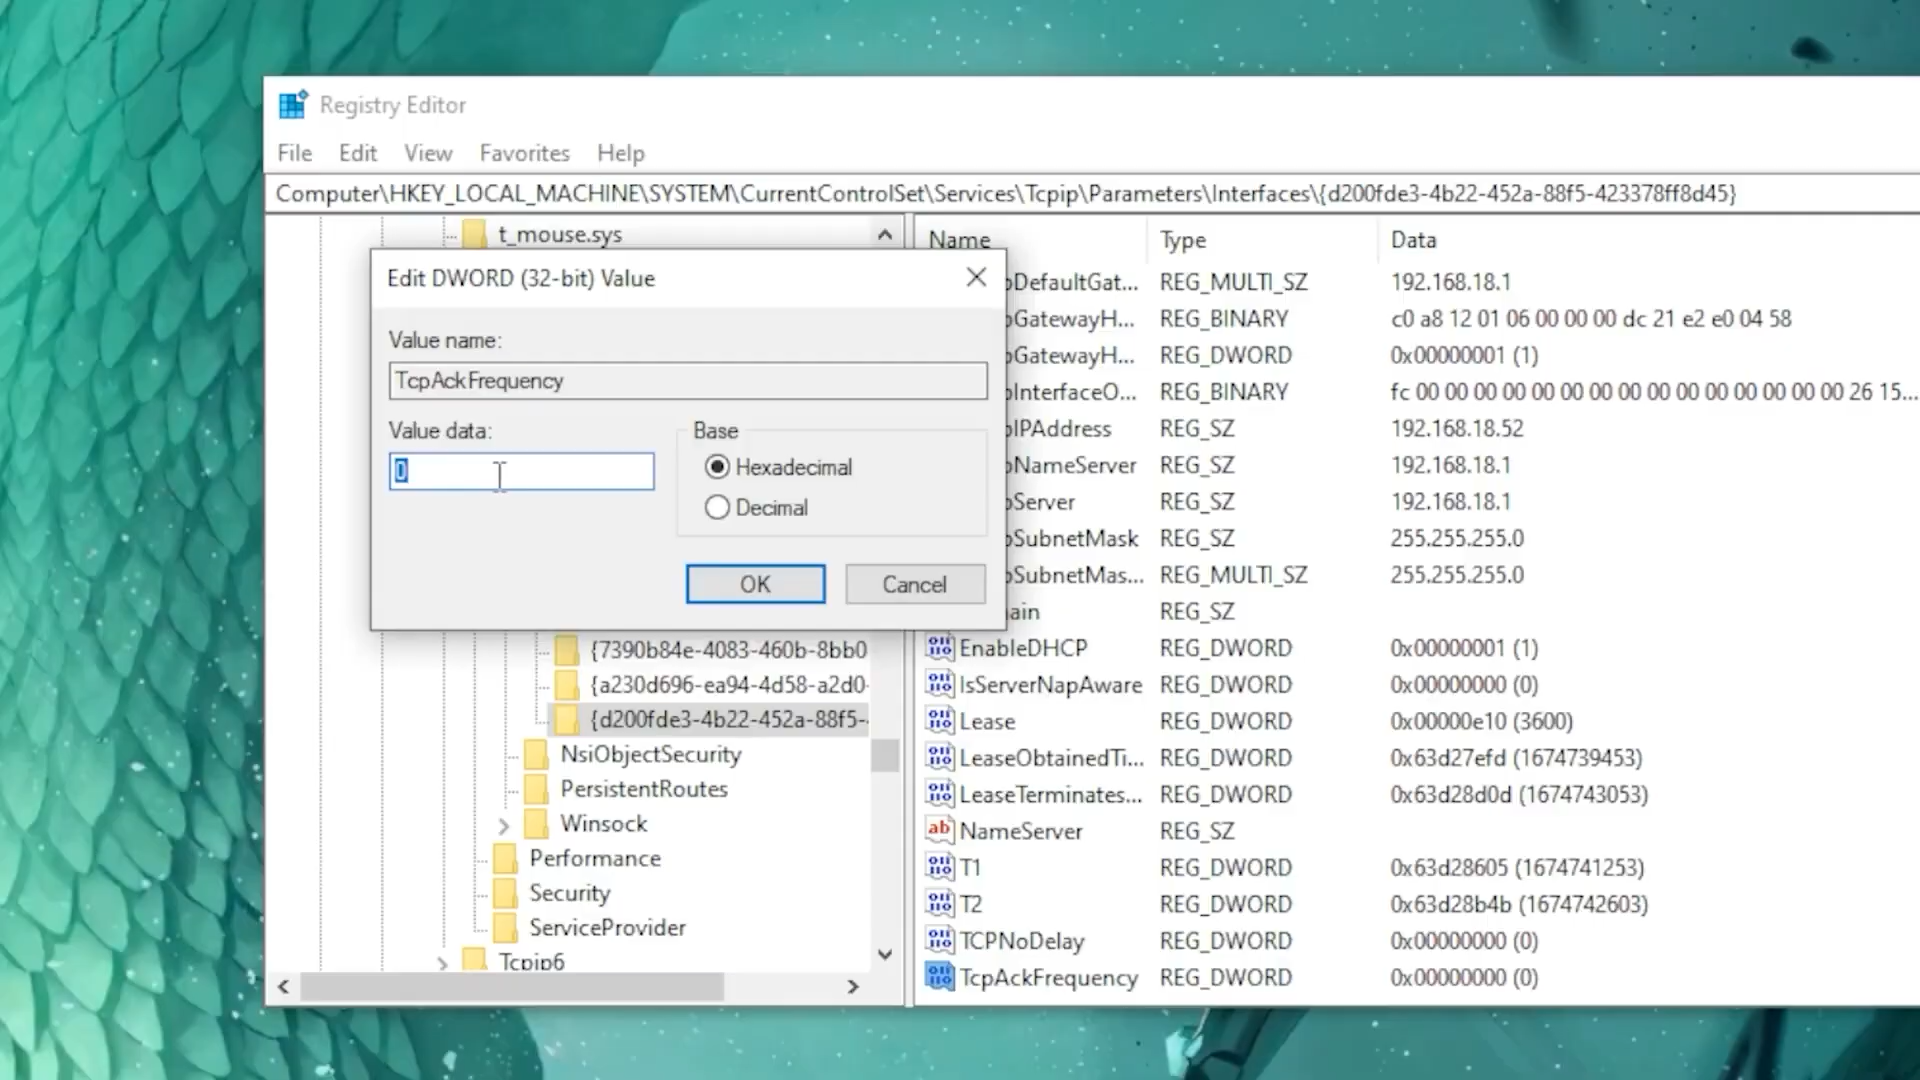 Registry Editor
File Edit View Favorites Help
Computer\HKEY_LOCAL_MACHINE\SYSTEM\CurrentControlSet\Services\Tcpip\Parameters\Interfaces\{d200fde3-4b22-452a-88f5-423378ff8d45}
t_mouse.sys
Edit DWORD (32-bit) Value
Value name:
TcpAckFrequency
Value data:
0
Base
Hexadecimal
Decimal
OK Cancel
{7390b84e-4083-460b-8bb0
{a230d696-ea94-4d58-a2d0-
{d200fde3-4b22-452a-88f5-
NsiObjectSecurity
PersistentRoutes
Winsock
Performance
Security
ServiceProvider
Tcpip6
Name Type Data
pDefaultGat... REG_MULTI_SZ 192.168.18.1
pGatewayH... REG_BINARY c0 a8 12 01 06 00 00 00 dc 21 e2 e0 04 58
pGatewayH... REG_DWORD 0x00000001 (1)
pInterfaceO... REG_BINARY fc 00 00 00 00 00 00 00 00 00 00 00 00 00 00 00 26 15...
pIPAddress REG_SZ 192.168.18.52
pNameServer REG_SZ 192.168.18.1
pServer REG_SZ 192.168.18.1
pSubnetMask REG_SZ 255.255.255.0
pSubnetMas... REG_MULTI_SZ 255.255.255.0
ain REG_SZ
EnableDHCP REG_DWORD 0x00000001 (1)
IsServerNapAware REG_DWORD 0x00000000 (0)
Lease REG_DWORD 0x00000e10 (3600)
LeaseObtainedTi... REG_DWORD 0x63d27efd (1674739453)
LeaseTerminates... REG_DWORD 0x63d28d0d (1674743053)
NameServer REG_SZ
T1 REG_DWORD 0x63d28605 (1674741253)
T2 REG_DWORD 0x63d28b4b (1674742603)
TCPNoDelay REG_DWORD 0x00000000 (0)
TcpAckFrequency REG_DWORD 0x00000000 (0)